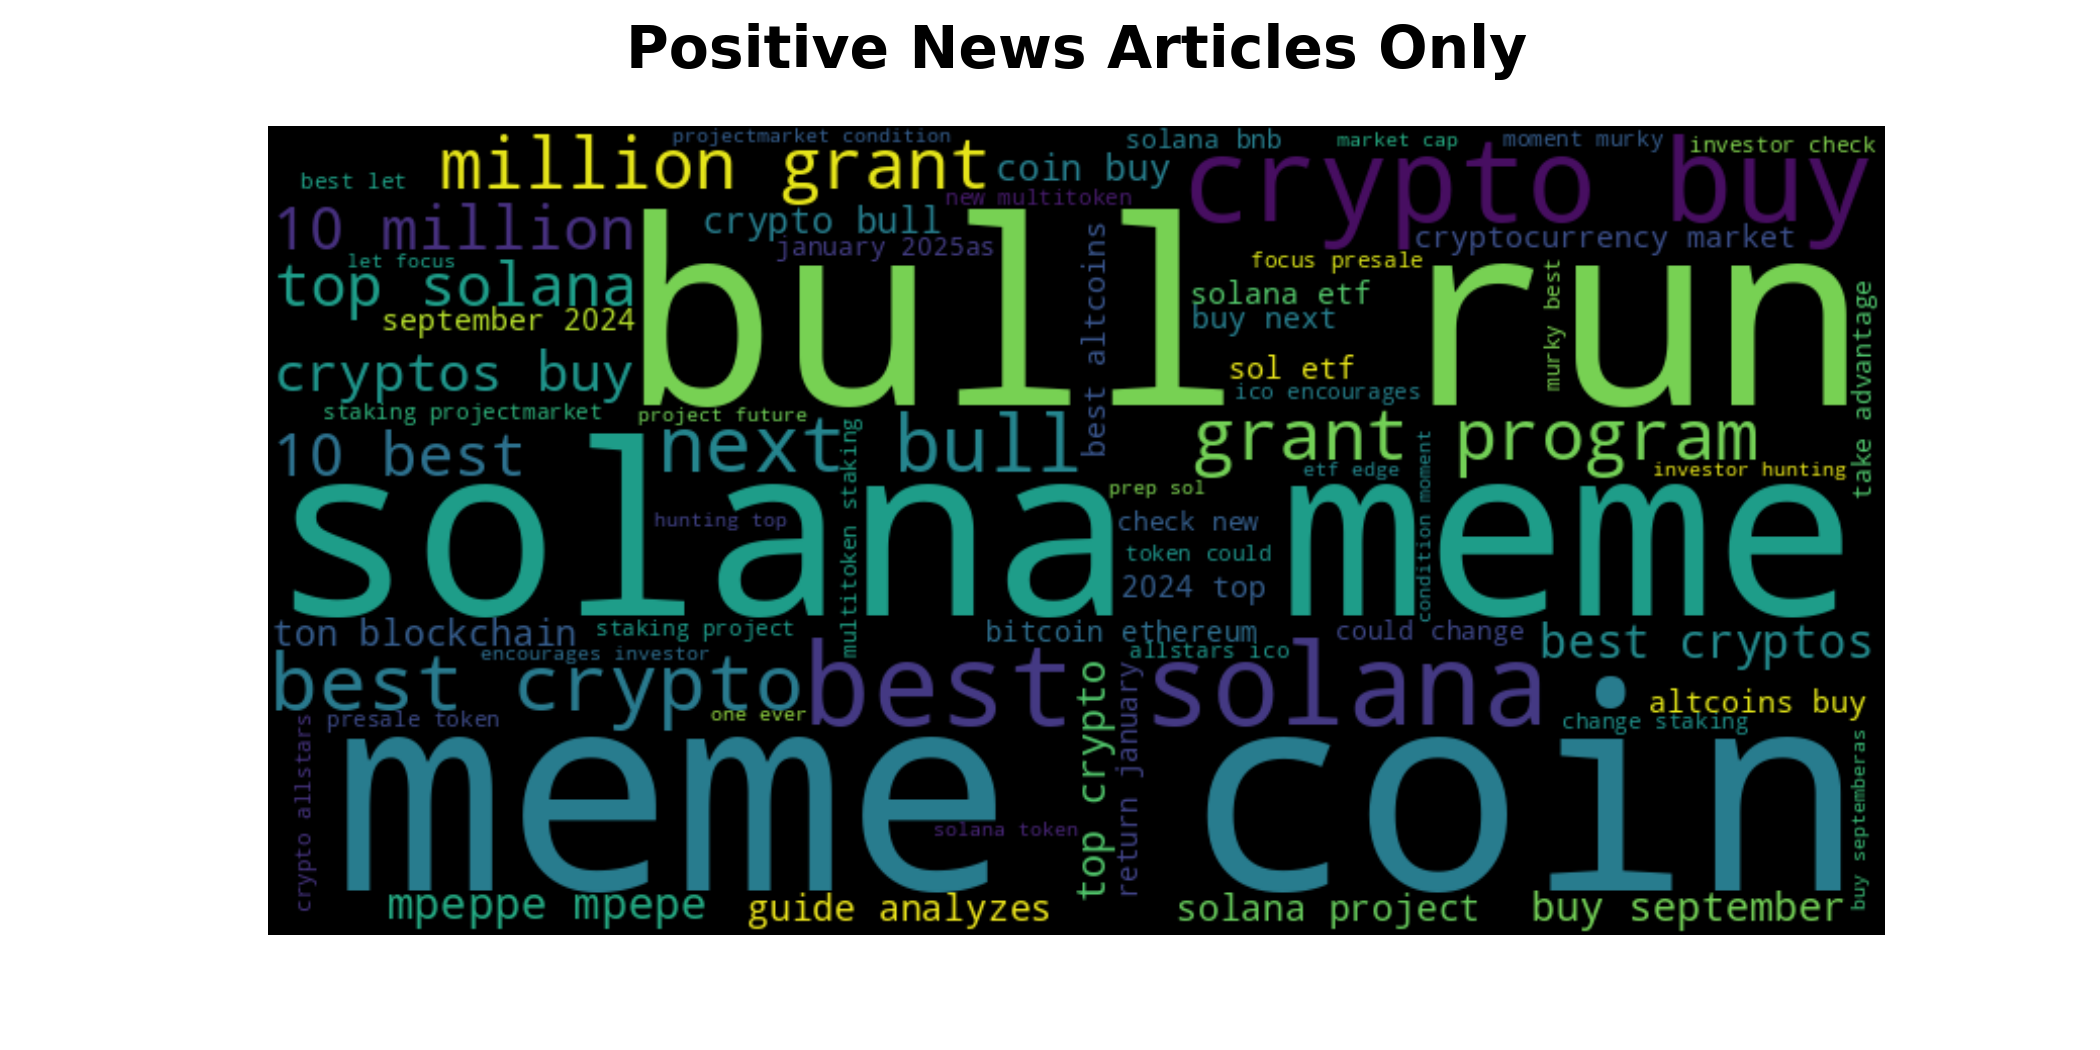 Positive News Articles Only
projectmarket condition
solana bnb
market cap
moment murky
investor check
best let
million grant
coin buy
crypto buy
new multitoken
10 million
crypto bull
january 2025as
cryptocurrency market
let focus
top solana
september 2024
bull run
best altcoins
focus presale
solana etf
buy next
murky best
take advantage
cryptos buy
sol etf
ico encourages
staking projectmarket
project future
10 best
next bull
multitoken staking
grant program
etf edge
condition moment
investor hunting
prep sol
solana meme
hunting top
check new
token could
2024 top
ton blockchain
staking project
bitcoin ethereum
could change
best cryptos
encourages investor
allstars ico
best crypto
best solana
top crypto
return january
altcoins buy
change staking
presale token
one ever
crypto allstars
meme coin
solana token
buy septemberas
mpeppe mpepe
guide analyzes
solana project
buy september